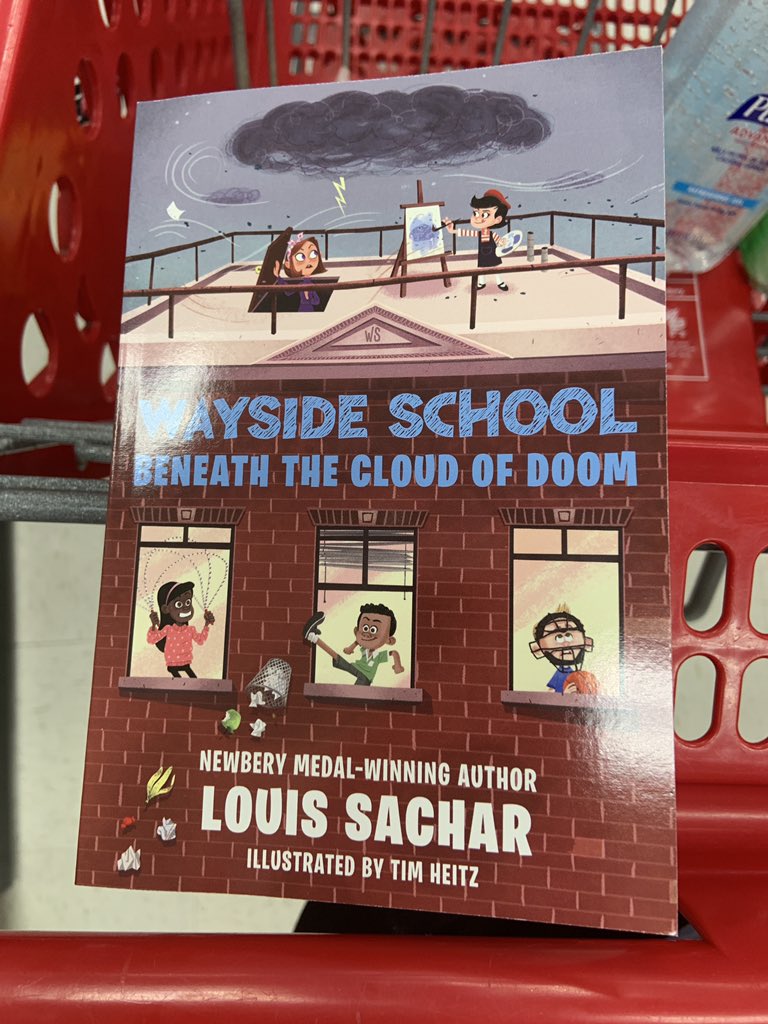 WS
WAYSIDE SCHOOL
BENEATH THE CLOUD OF DOOM
NEWBERY MEDAL-WINNING AUTHOR
LOUIS SACHAR
ILLUSTRATED BY TIM HEITZ